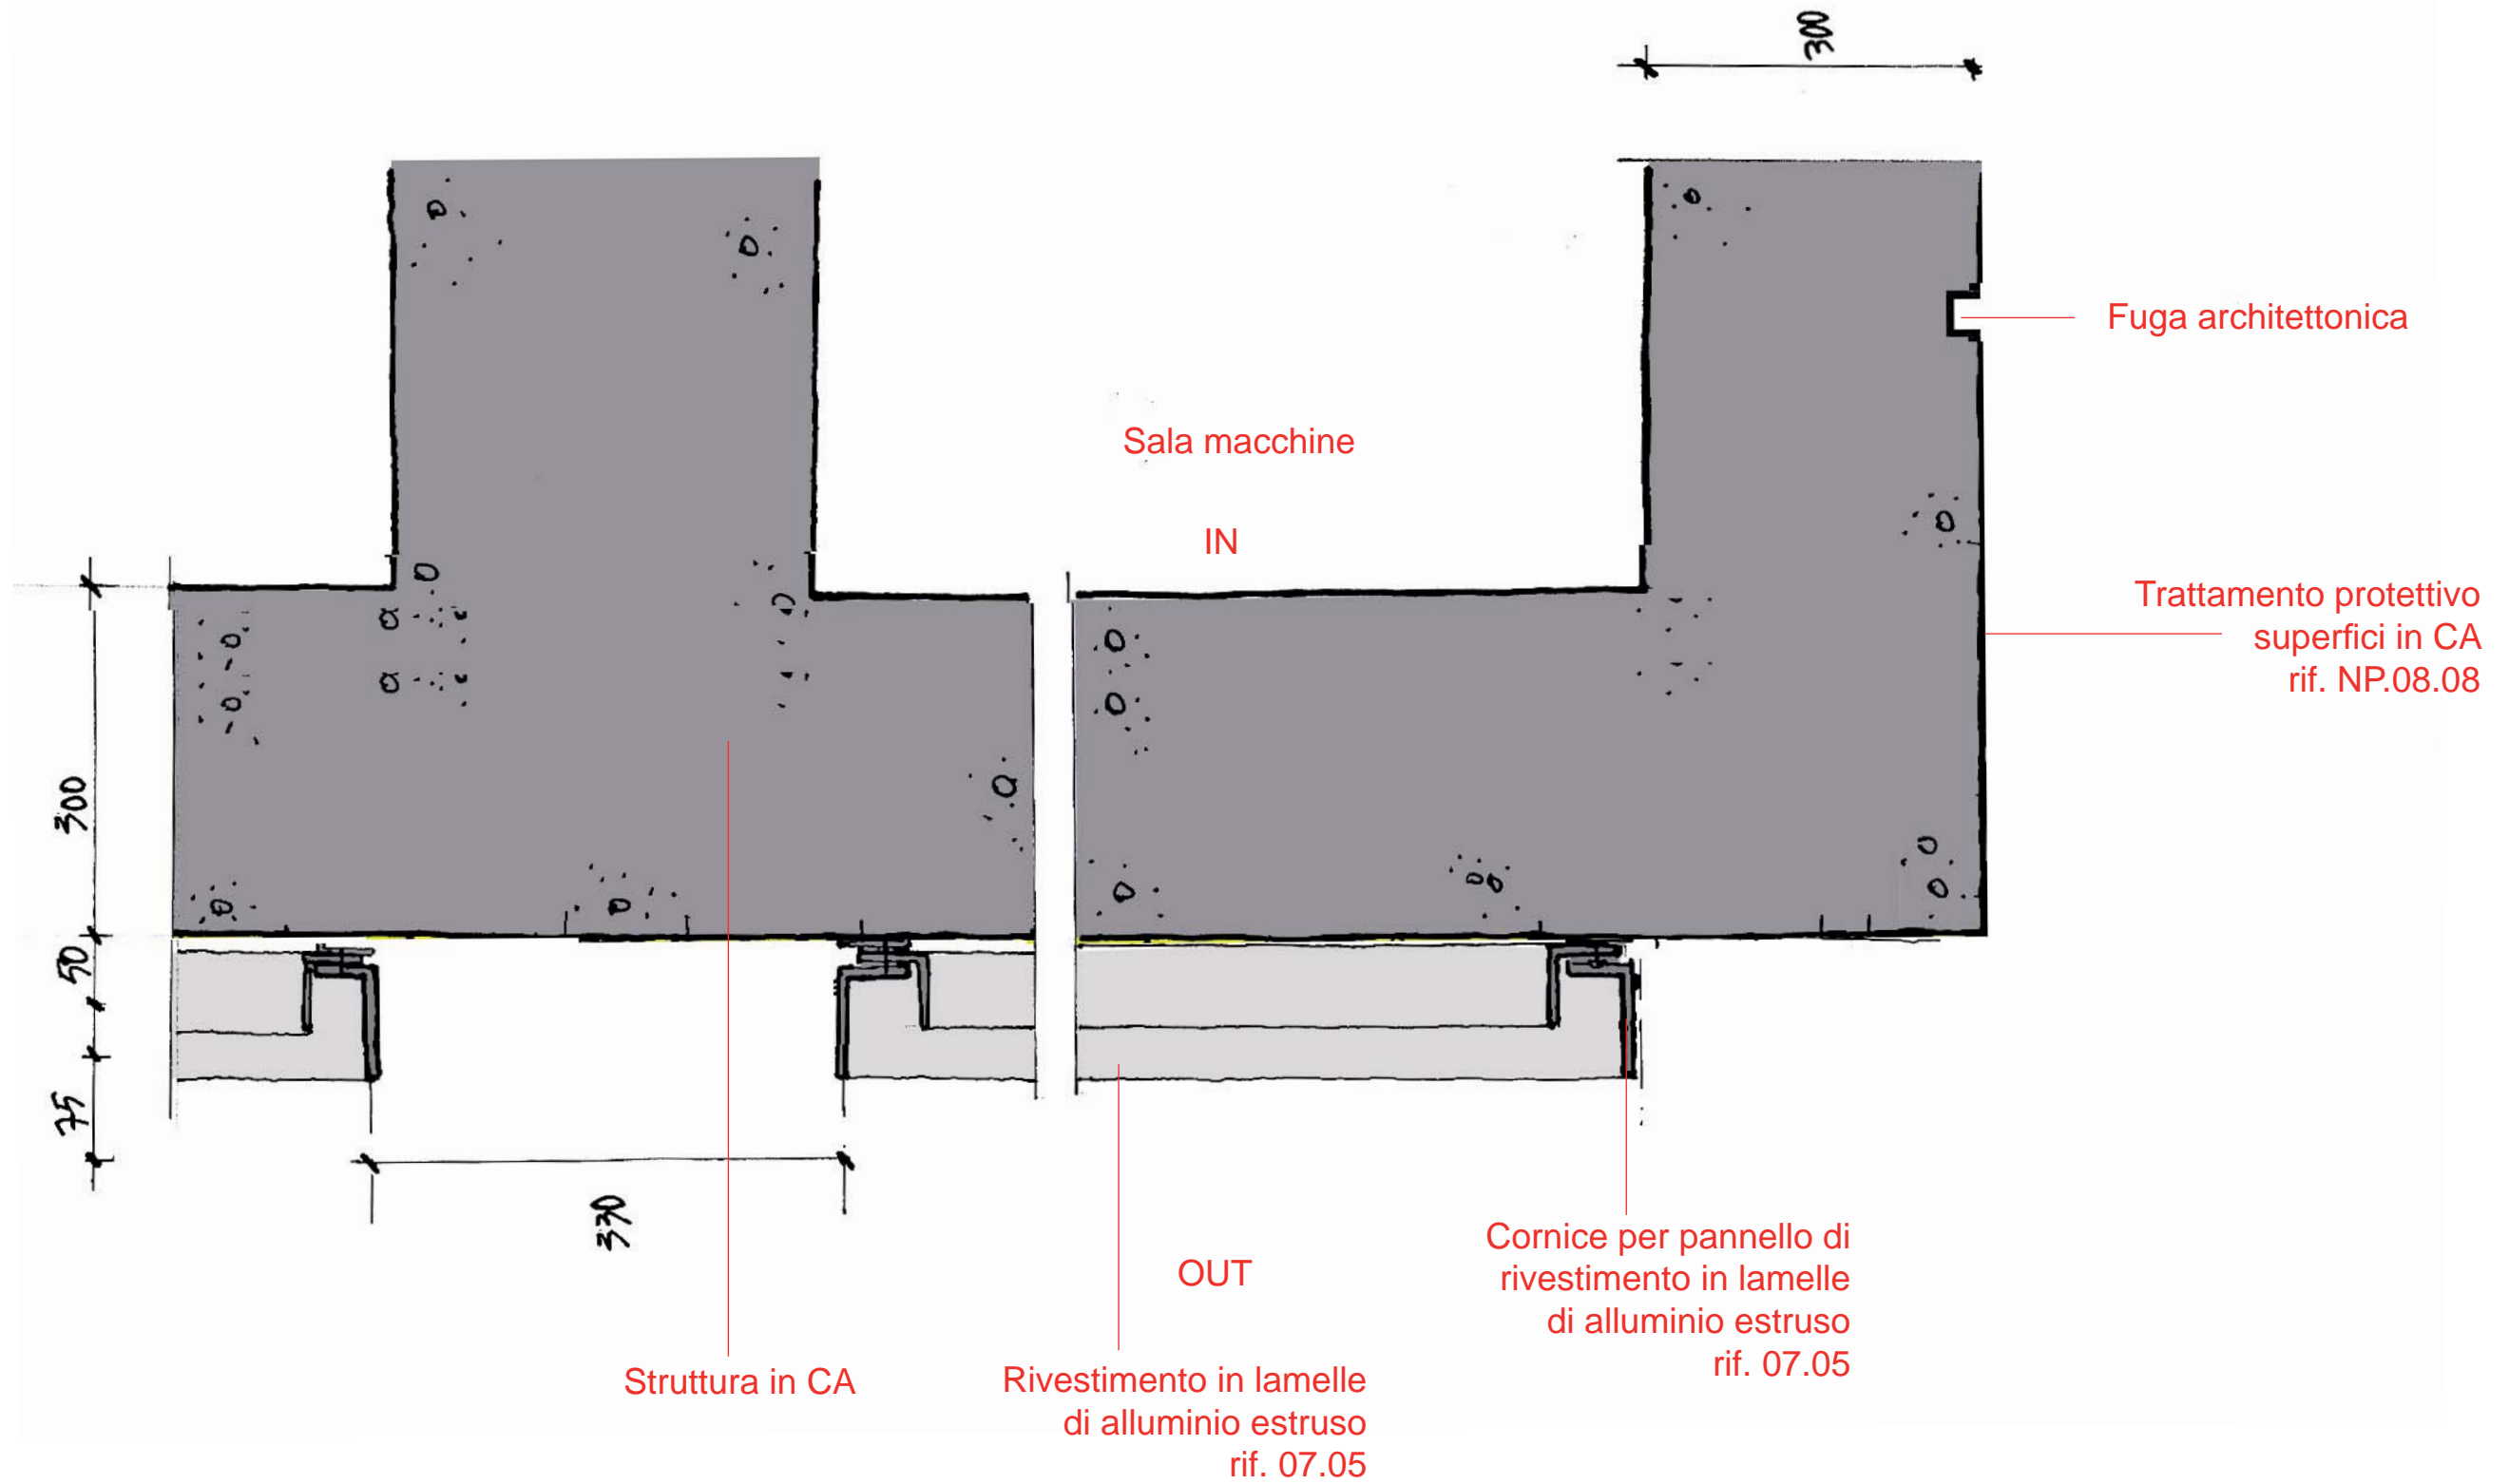 300
Fuga architettonica
Sala macchine
IN
Trattamento protettivo
superfici in CA
rif. NP.08.08
300
50
75
330
OUT
Cornice per pannello di
rivestimento in lamelle
di alluminio estruso
rif. 07.05
Struttura in CA
Rivestimento in lamelle
di alluminio estruso
rif. 07.05